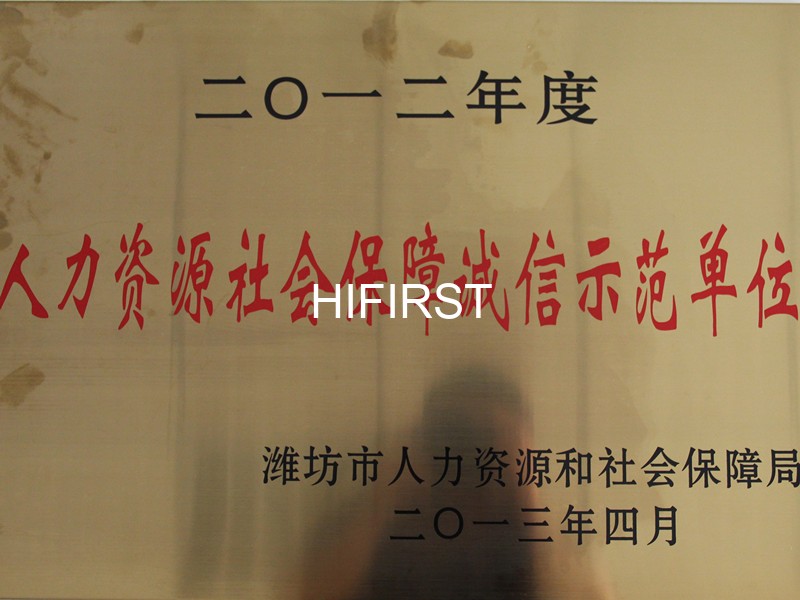 二〇一二年度
人力资源社会保障诚信示范单位
HIFIRST
潍坊市人力资源和社会保障局
二〇一三年四月